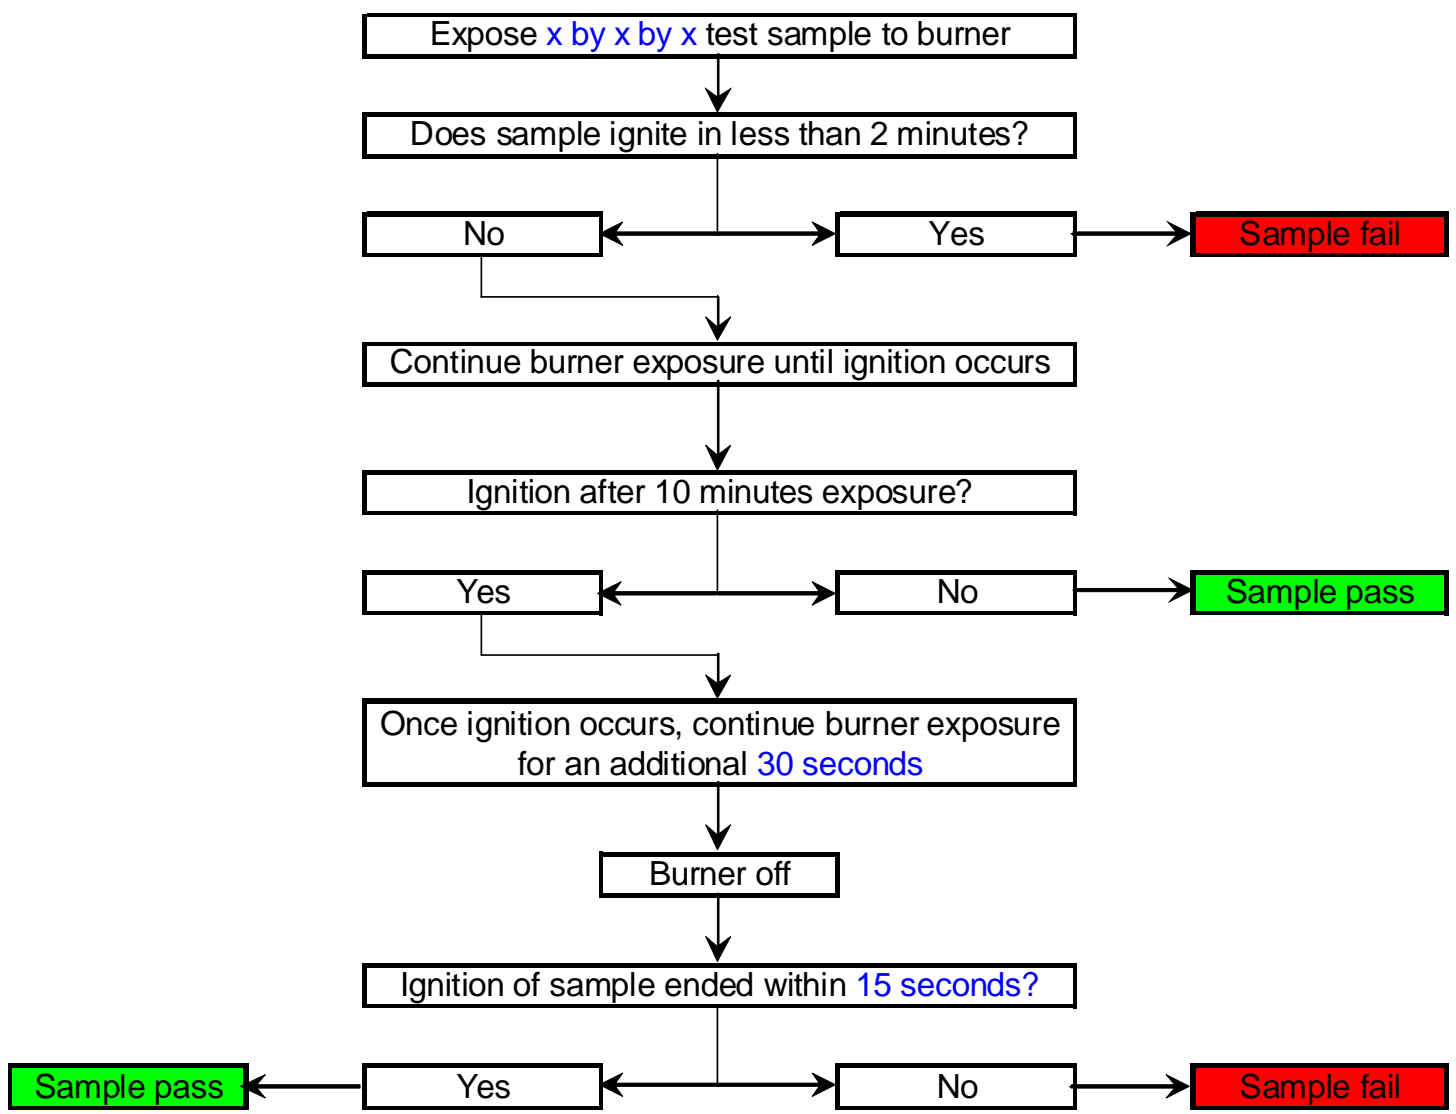 Expose x by x by x test sample to burner
Does sample ignite in less than 2 minutes?
No
Yes
Sample fail
Continue burner exposure until ignition occurs
Ignition after 10 minutes exposure?
Yes
No
Sample pass
Once ignition occurs, continue burner exposure
for an additional 30 seconds
Burner off
Ignition of sample ended within 15 seconds?
Sample pass
Yes
No
Sample fail